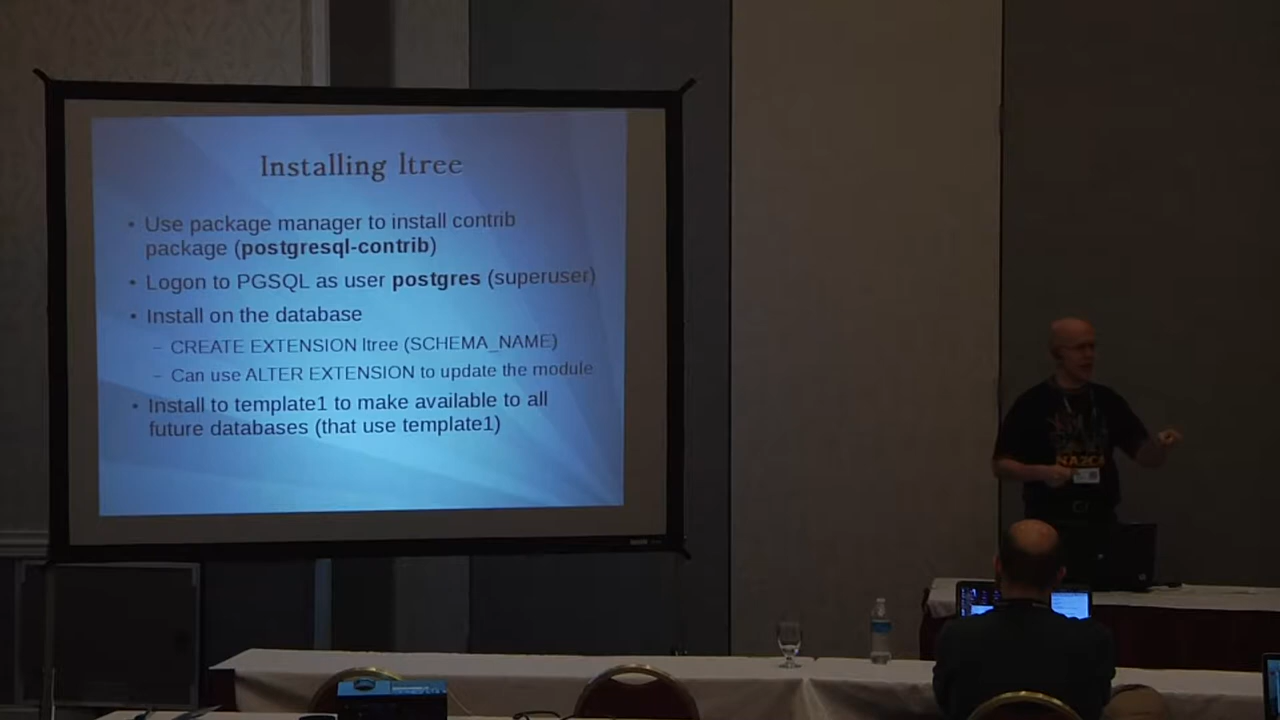 Installing ltree
• Use package manager to install contrib
package (postgresql-contrib)
• Logon to PGSQL as user postgres (superuser)
• Install on the database
– CREATE EXTENSION ltree (SCHEMA_NAME)
– Can use ALTER EXTENSION to update the module
• Install to template1 to make available to all
future databases (that use template1)